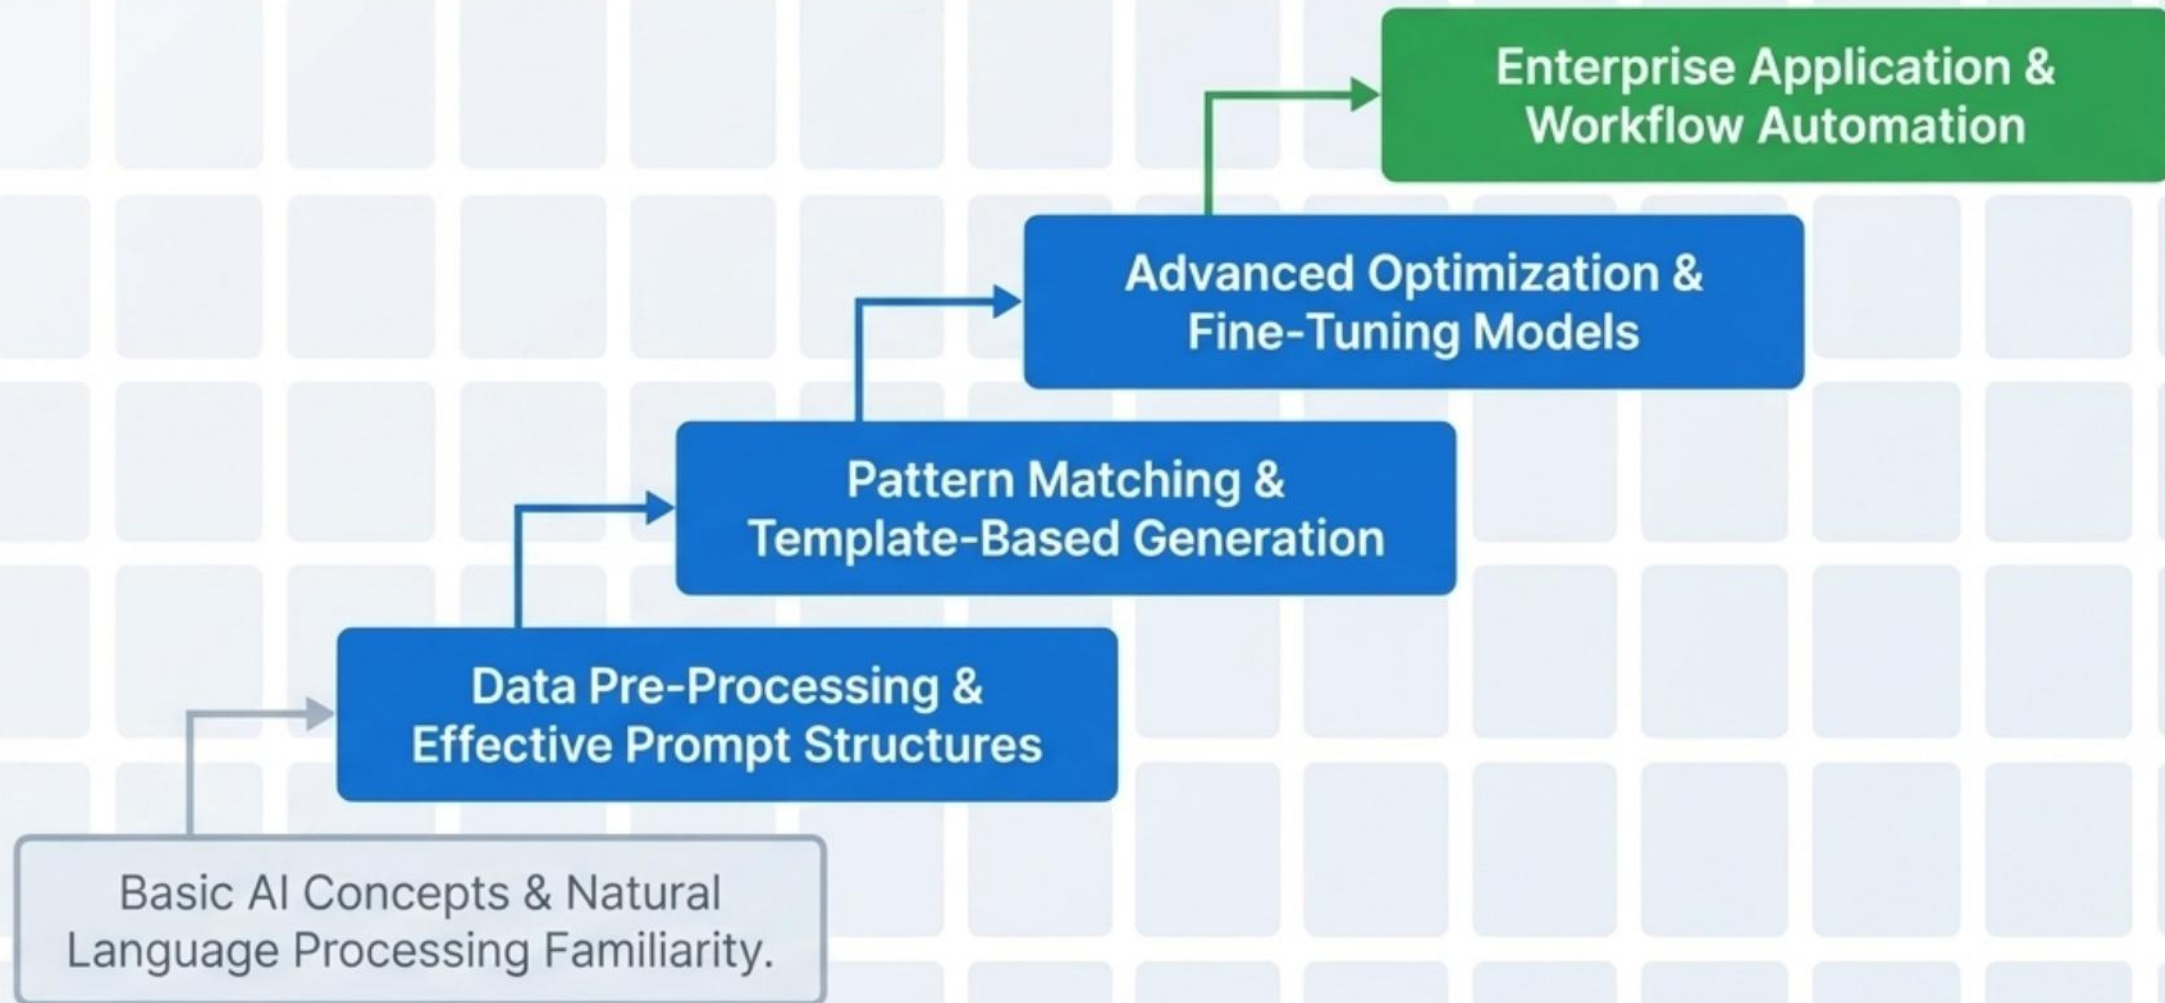 Enterprise Application &
Workflow Automation
Advanced Optimization &
Fine-Tuning Models
Pattern Matching &
Template-Based Generation
Data Pre-Processing &
Effective Prompt Structures
Basic AI Concepts & Natural
Language Processing Familiarity.